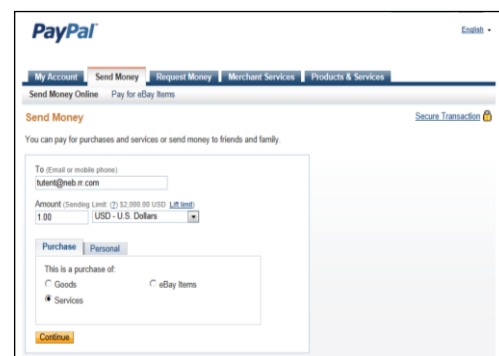 PayPal
English
My Account Send Money Request Money Merchant Services Products & Services
Send Money Online Pay for eBay Items
Send Money
Secure Transaction
You can pay for purchases and services or send money to friends and family.
To (Email or mobile phone)
tutent@neb.rr.com
Amount (Sending Limit: (?) $2,000.00 USD Lift limit)
1.00 USD - U.S. Dollars
Purchase Personal
This is a purchase of:
Goods eBay Items
Services
Continue